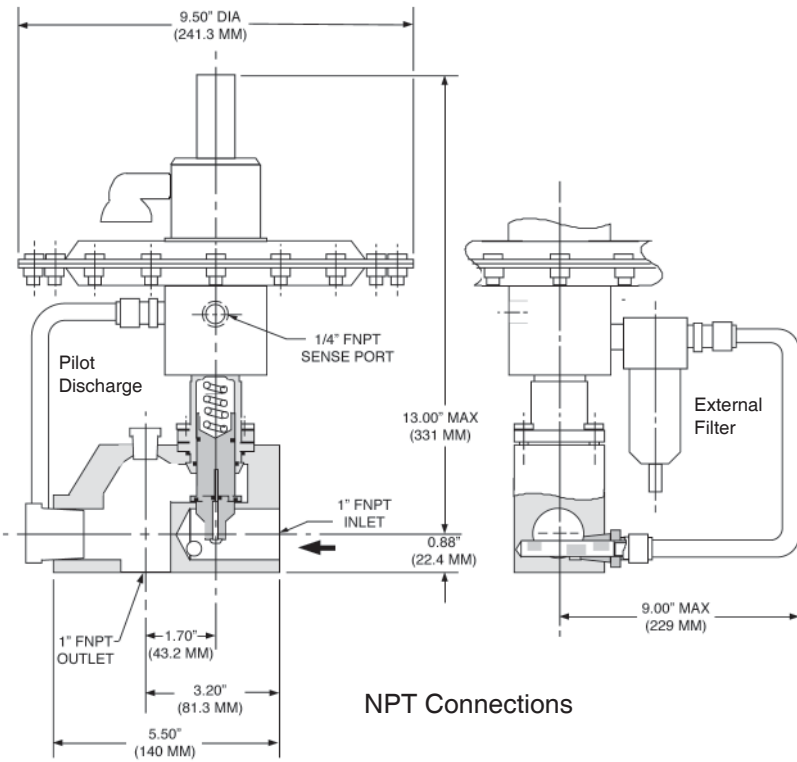 9.50" DIA
(241.3 MM)
1/4" FNPT
SENSE PORT
Pilot
Discharge
13.00" MAX
(331 MM)
External
Filter
1" FNPT
INLET
0.88"
(22.4 MM)
9.00" MAX
(229 MM)
1" FNPT
OUTLET
1.70"
(43.2 MM)
3.20"
(81.3 MM)
NPT Connections
5.50"
(140 MM)